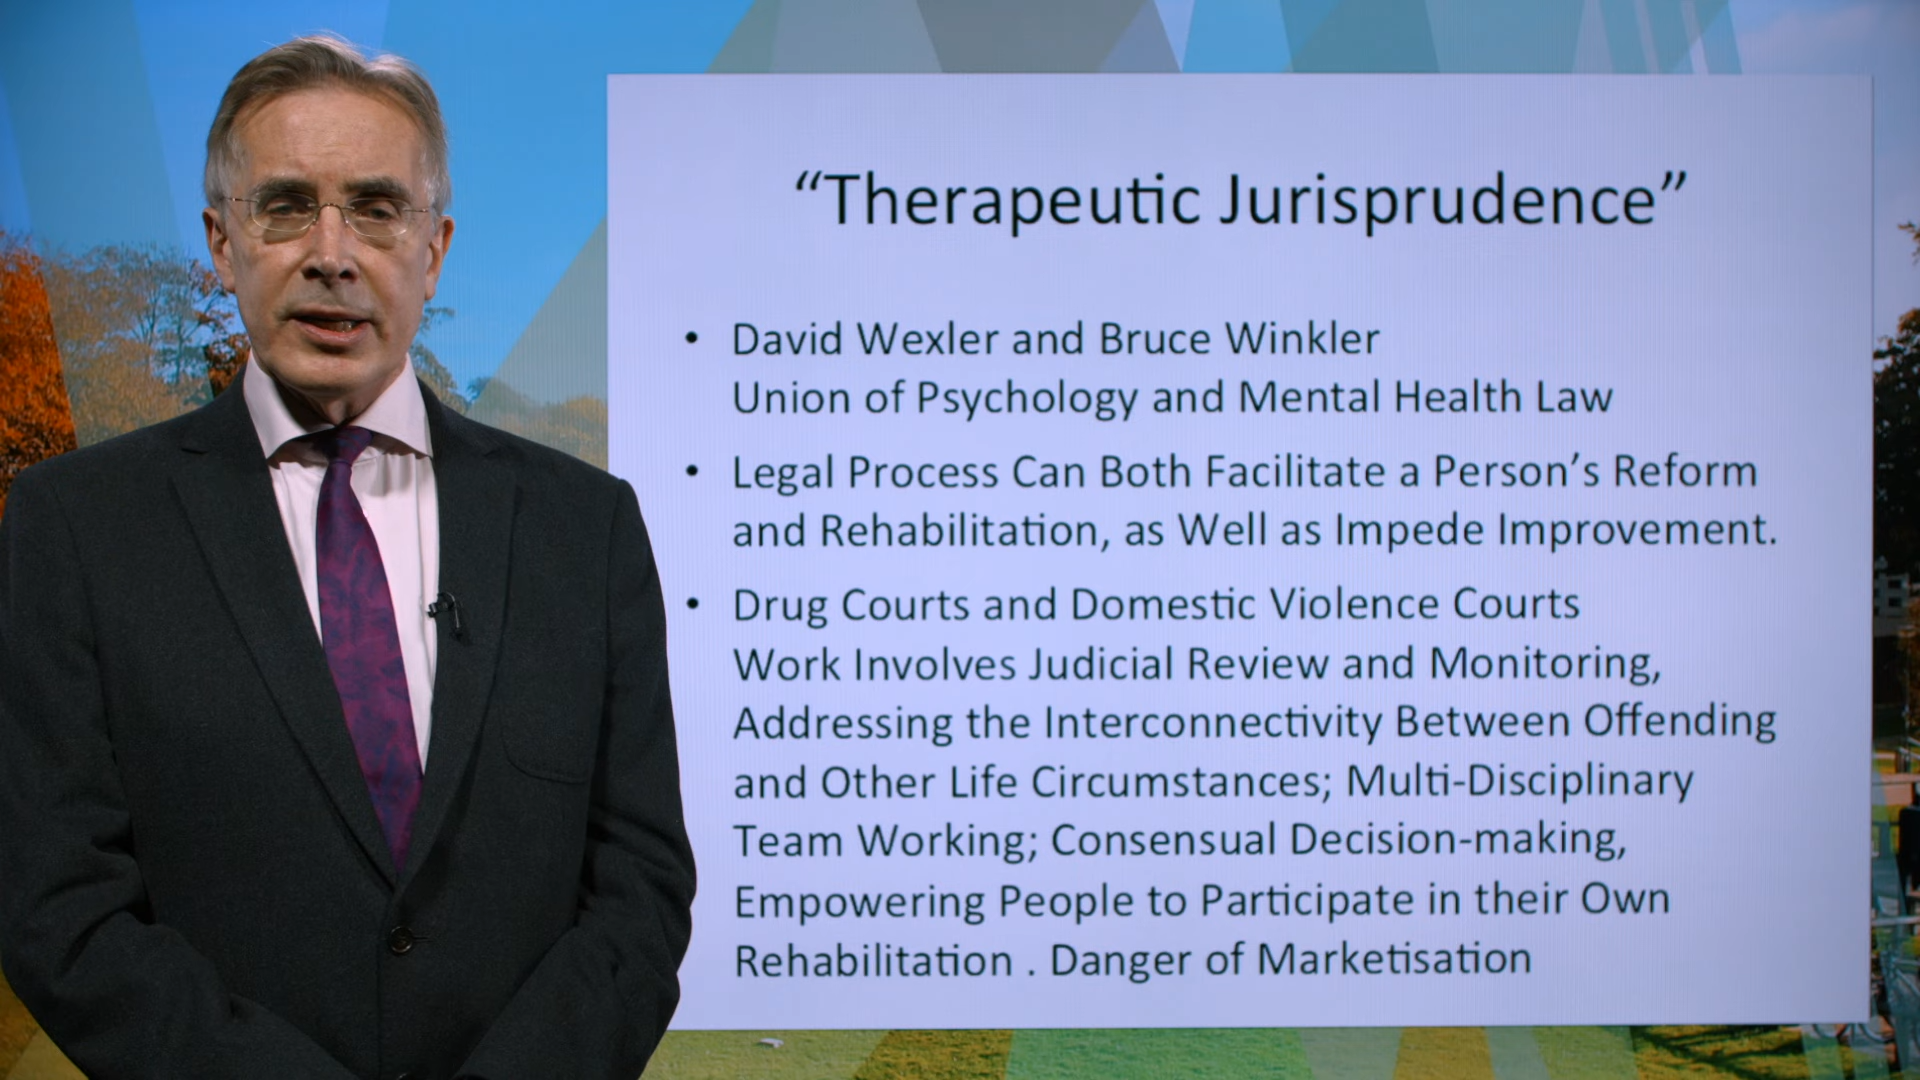 “Therapeutic Jurisprudence”
• David Wexler and Bruce Winkler
Union of Psychology and Mental Health Law
• Legal Process Can Both Facilitate a Person’s Reform
and Rehabilitation, as Well as Impede Improvement.
• Drug Courts and Domestic Violence Courts
Work Involves Judicial Review and Monitoring,
Addressing the Interconnectivity Between Offending
and Other Life Circumstances; Multi-Disciplinary
Team Working; Consensual Decision-making,
Empowering People to Participate in their Own
Rehabilitation . Danger of Marketisation